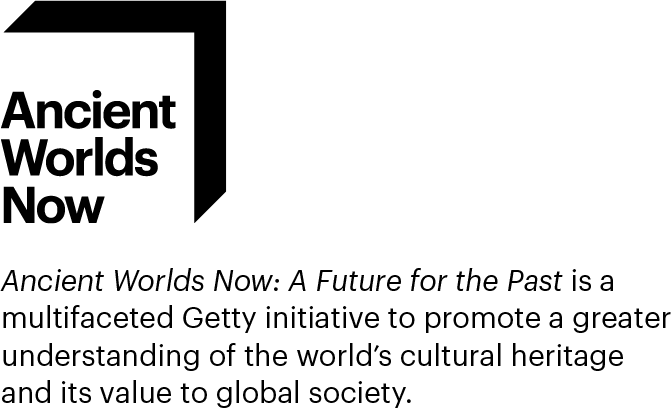 Ancient
Worlds
Now
Ancient Worlds Now: A Future for the Past is a
multifaceted Getty initiative to promote a greater
understanding of the world’s cultural heritage
and its value to global society.